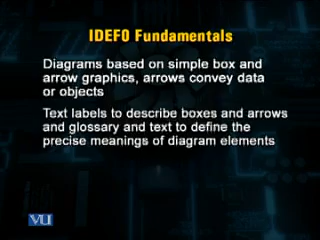 IDEF0 Fundamentals
Diagrams based on simple box and
arrow graphics, arrows convey data
or objects
Text labels to describe boxes and arrows
and glossary and text to define the
precise meanings of diagram elements
VU